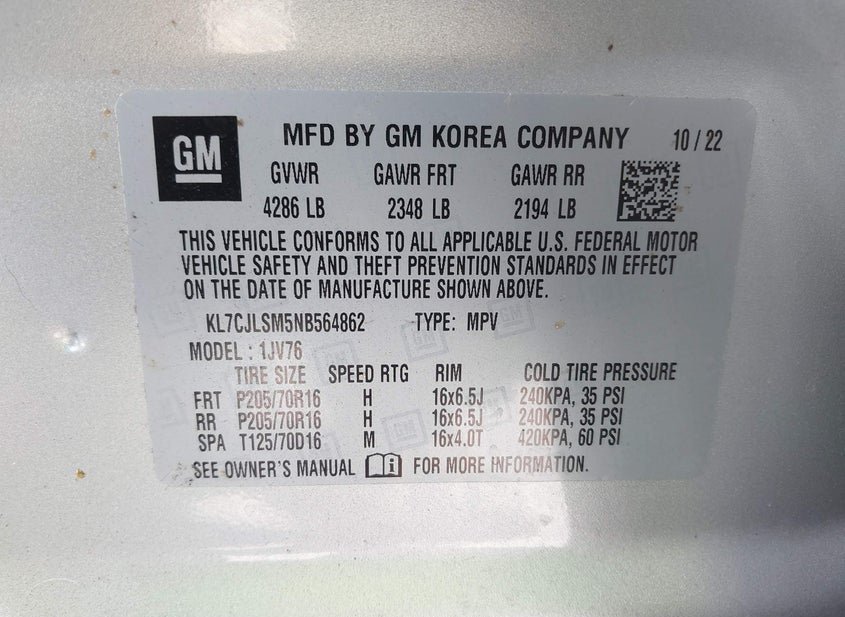 GM
MFD BY GM KOREA COMPANY 10/22
GVWR GAWR FRT GAWR RR
4286 LB 2348 LB 2194 LB
THIS VEHICLE CONFORMS TO ALL APPLICABLE U.S. FEDERAL MOTOR
VEHICLE SAFETY AND THEFT PREVENTION STANDARDS IN EFFECT
ON THE DATE OF MANUFACTURE SHOWN ABOVE.
KL7CJLSM5NB564862 TYPE: MPV
MODEL : 1JV76
TIRE SIZE SPEED RTG RIM COLD TIRE PRESSURE
FRT P205/70R16 H 16x6.5J 240KPA, 35 PSI
RR P205/70R16 H 16x6.5J 240KPA, 35 PSI
SPA T125/70D16 M 16x4.0T 420KPA, 60 PSI
SEE OWNER'S MANUAL i FOR MORE INFORMATION.